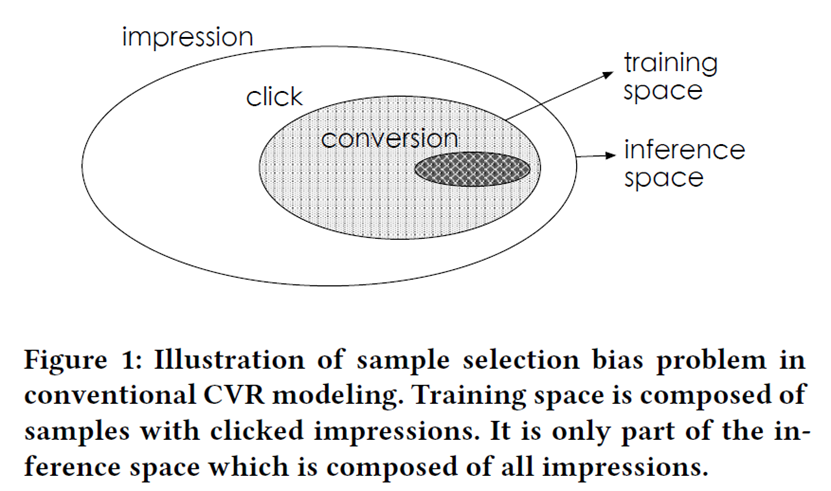 impression
click
conversion
training
space
inference
space
Figure 1: Illustration of sample selection bias problem in
conventional CVR modeling. Training space is composed of
samples with clicked impressions. It is only part of the in-
ference space which is composed of all impressions.